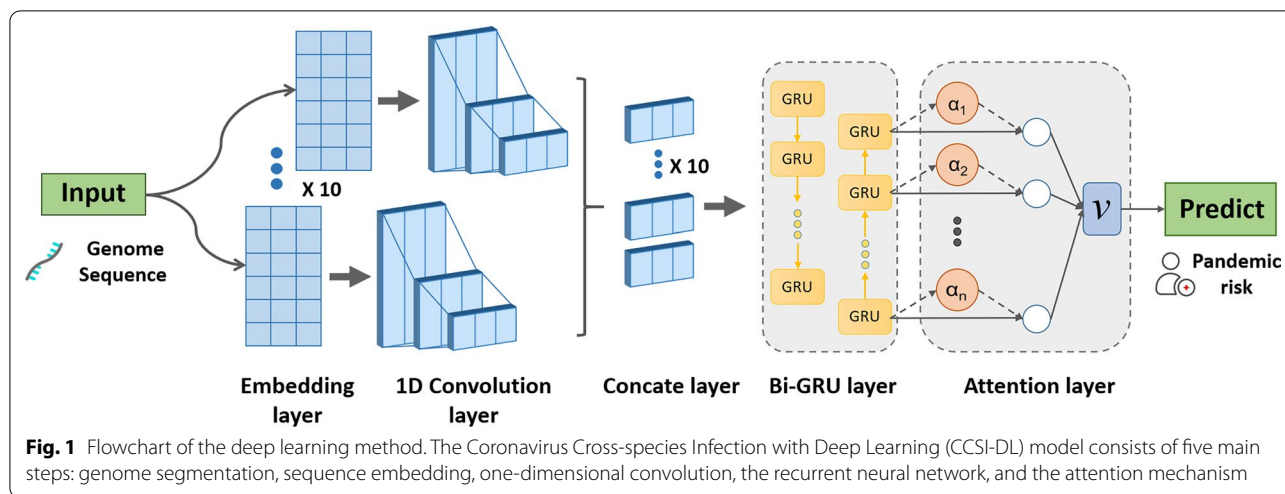 Input
Genome
Sequence
X 10
Embedding
layer
1D Convolution
layer
X 10
Concate layer
GRU
GRU
GRU
GRU
GRU
GRU
Bi-GRU layer
α1
α2
αn
Attention layer
v
Predict
Pandemic
risk
Fig. 1 Flowchart of the deep learning method. The Coronavirus Cross-species Infection with Deep Learning (CCSI-DL) model consists of five main
steps: genome segmentation, sequence embedding, one-dimensional convolution, the recurrent neural network, and the attention mechanism